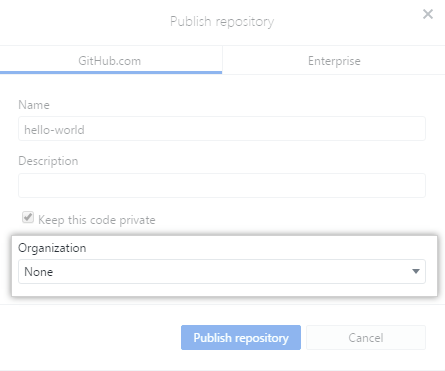 Publish repository
GitHub.com
Enterprise
Name
hello-world
Description
Keep this code private
Organization
None
Publish repository
Cancel